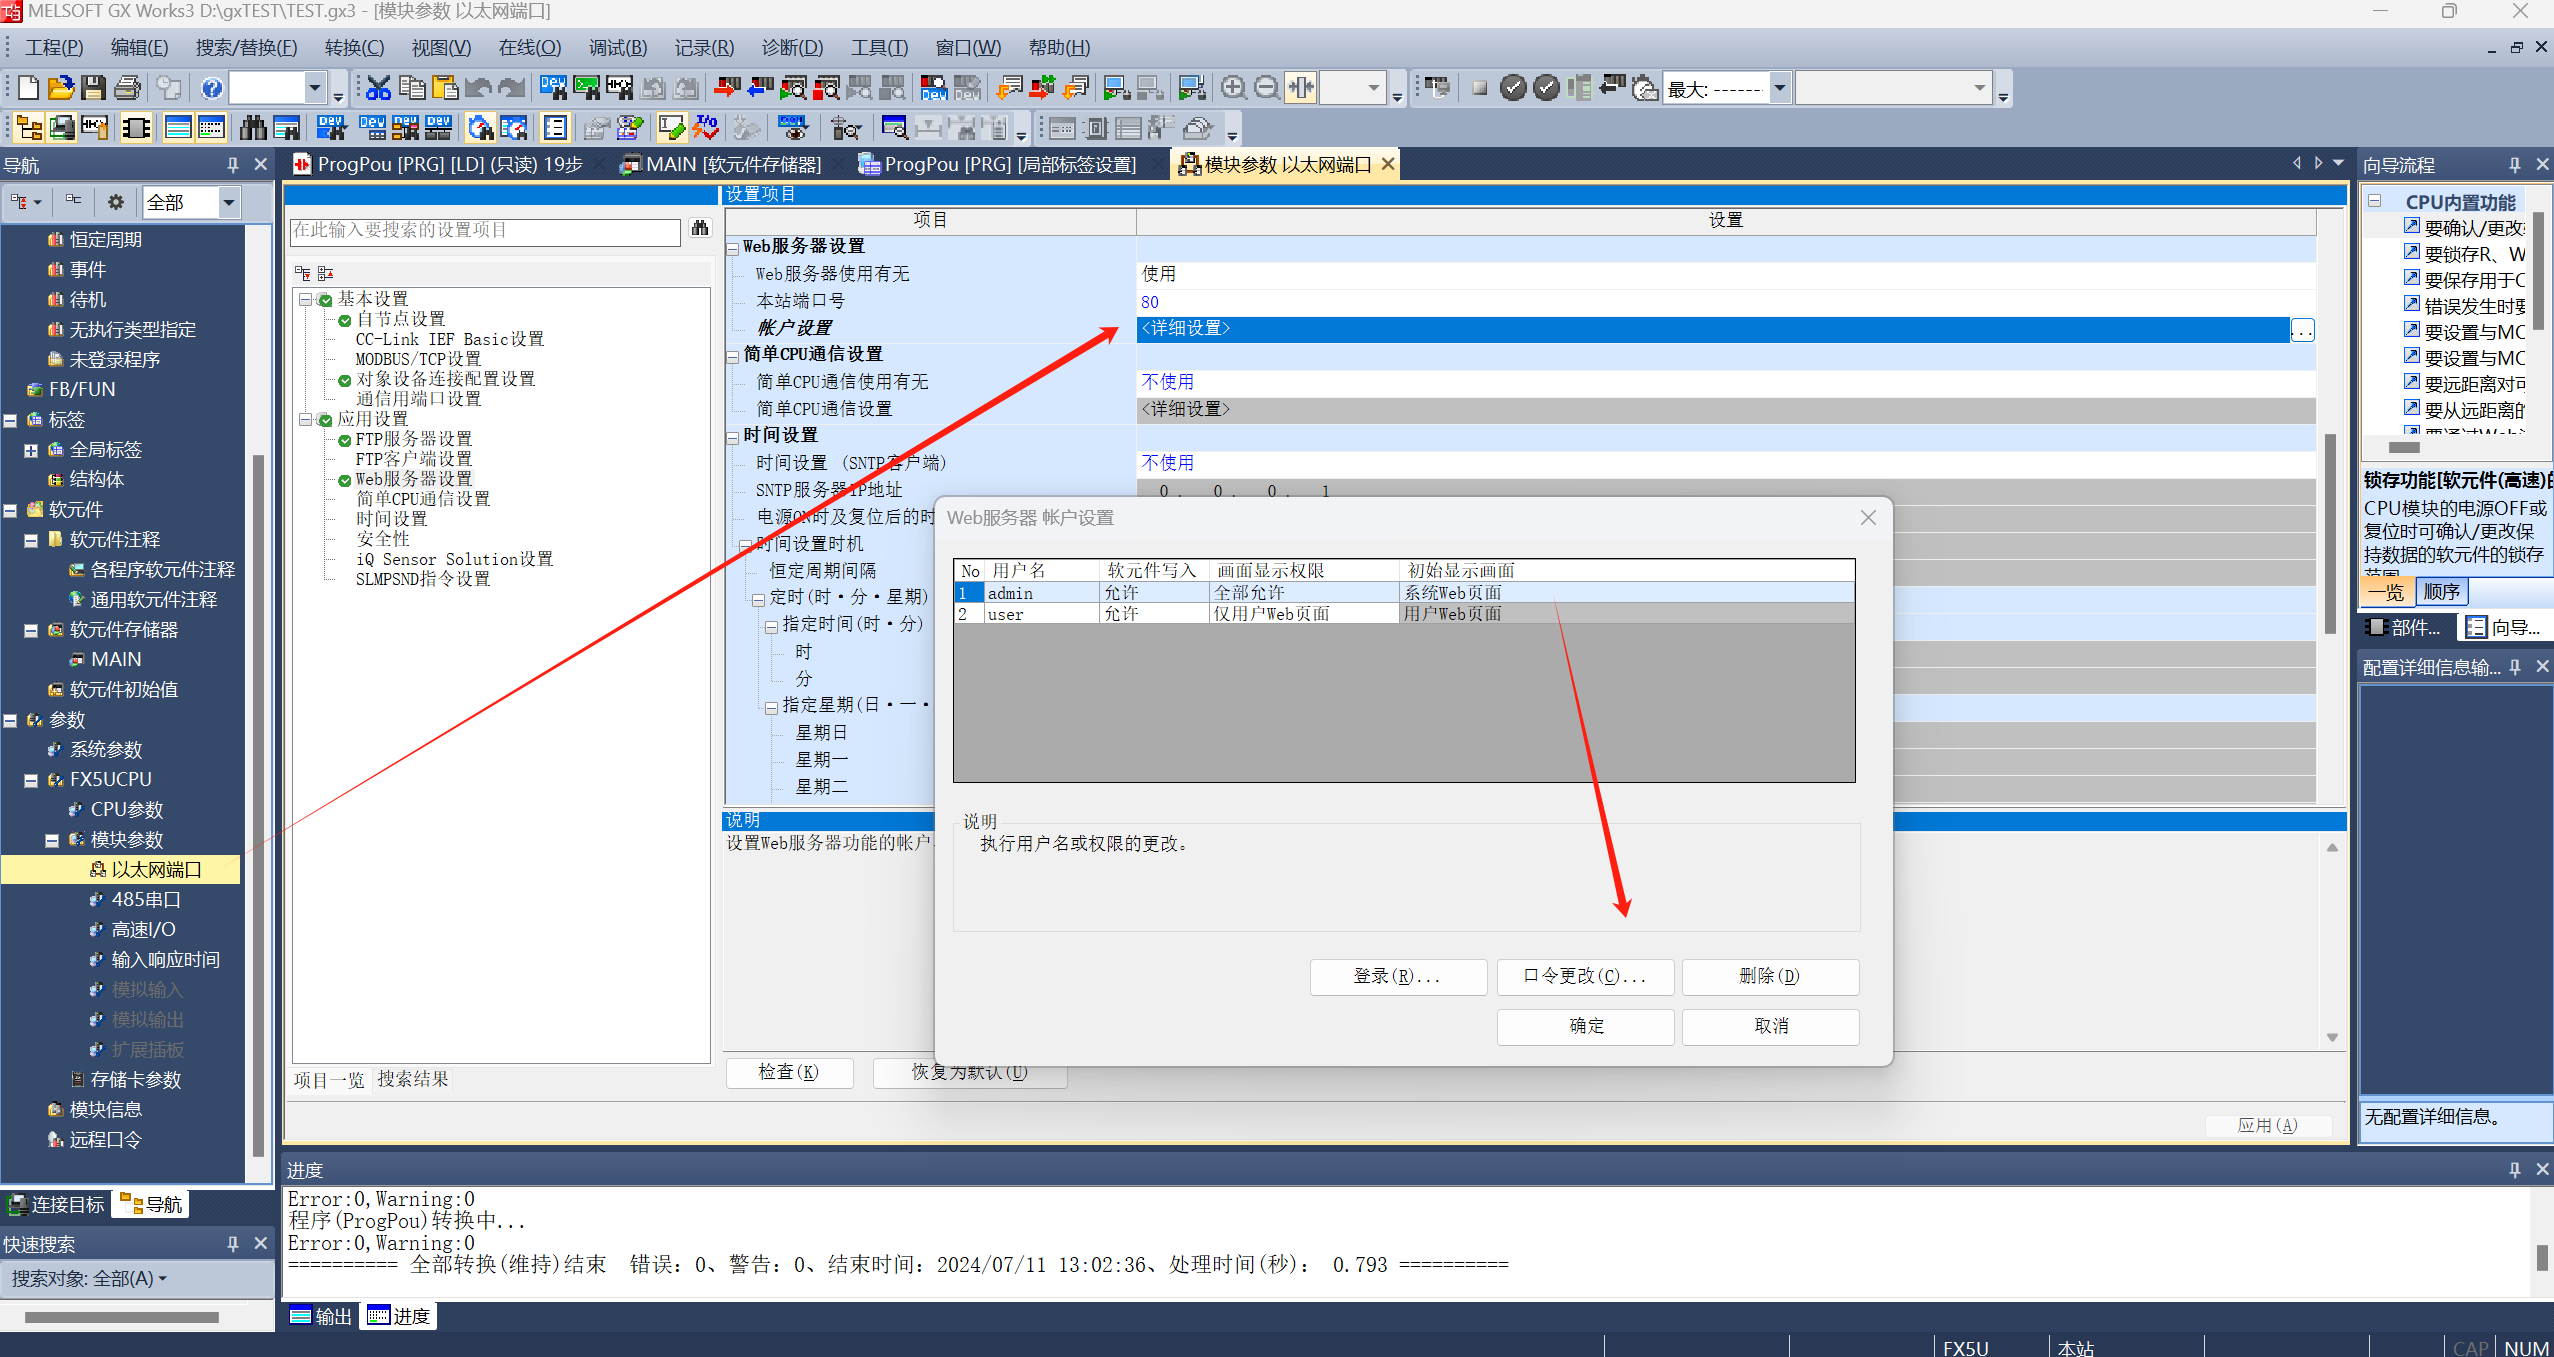 MELSOFT GX Works3 D:\gxTEST\TEST.gx3 - [模块参数 以太网端口]
工程(P) 编辑(E) 搜索/替换(F) 转换(C) 视图(V) 在线(O) 调试(B) 记录(R) 诊断(D) 工具(T) 窗口(W) 帮助(H)
最大: -------
导航
ProgPou [PRG] [LD] (只读) 19步
MAIN [软元件存储器]
ProgPou [PRG] [局部标签设置]
模块参数 以太网端口
全部
恒定周期
事件
待机
无执行类型指定
未登录程序
FB/FUN
标签
全局标签
结构体
软元件
软元件注释
各程序软元件注释
通用软元件注释
软元件存储器
MAIN
软元件初始值
参数
系统参数
FX5UCPU
CPU参数
模块参数
以太网端口
485串口
高速I/O
输入响应时间
模拟输入
模拟输出
扩展插板
存储卡参数
模块信息
远程口令
连接目标
导航
快速搜索
搜索对象: 全部(A)
在此输入要搜索的设置项目
基本设置
自节点设置
CC-Link IEF Basic设置
MODBUS/TCP设置
对象设备连接配置设置
通信用端口设置
应用设置
FTP服务器设置
FTP客户端设置
Web服务器设置
简单CPU通信设置
时间设置
安全性
iQ Sensor Solution设置
SLMPSND指令设置
项目一览 搜索结果
设置项目
项目 设置
Web服务器设置
Web服务器使用有无 使用
本站端口号 80
帐户设置 <详细设置>
...
简单CPU通信设置
简单CPU通信使用有无 不使用
简单CPU通信设置 <详细设置>
时间设置
时间设置 (SNTP客户端) 不使用
SNTP服务器IP地址 0 . 0 . 0 . 1
电源ON时及复位后的时
时间设置时机
恒定周期间隔
定时(时・分・星期)
指定时间(时・分)
时
分
指定星期(日・一・
星期日
星期一
星期二
说明
设置Web服务器功能的帐户
检查(K) 恢复为默认(U)
应用(A)
Web服务器 帐户设置
No 用户名 软元件写入 画面显示权限 初始显示画面
1 admin 允许 全部允许 系统Web页面
2 user 允许 仅用户Web页面 用户Web页面
说明
执行用户名或权限的更改。
登录(R)... 口令更改(C)... 删除(D)
确定 取消
向导流程
CPU内置功能
要确认/更改
要锁存R、W
要保存用于C
错误发生时要
要设置与MC
要设置与MC
要远距离对可
要从远距离的
锁存功能[软元件(高速)的
CPU模块的电源OFF或
复位时可确认/更改保
持数据的软元件的锁存
一览 顺序
部件... 向导...
配置详细信息输...
无配置详细信息。
进度
Error:0,Warning:0
程序(ProgPou)转换中...
Error:0,Warning:0
========== 全部转换(维持)结束 错误: 0、警告: 0、结束时间: 2024/07/11 13:02:36、处理时间(秒): 0.793 ==========
输出 进度
FX5U 本站 CAP NUM